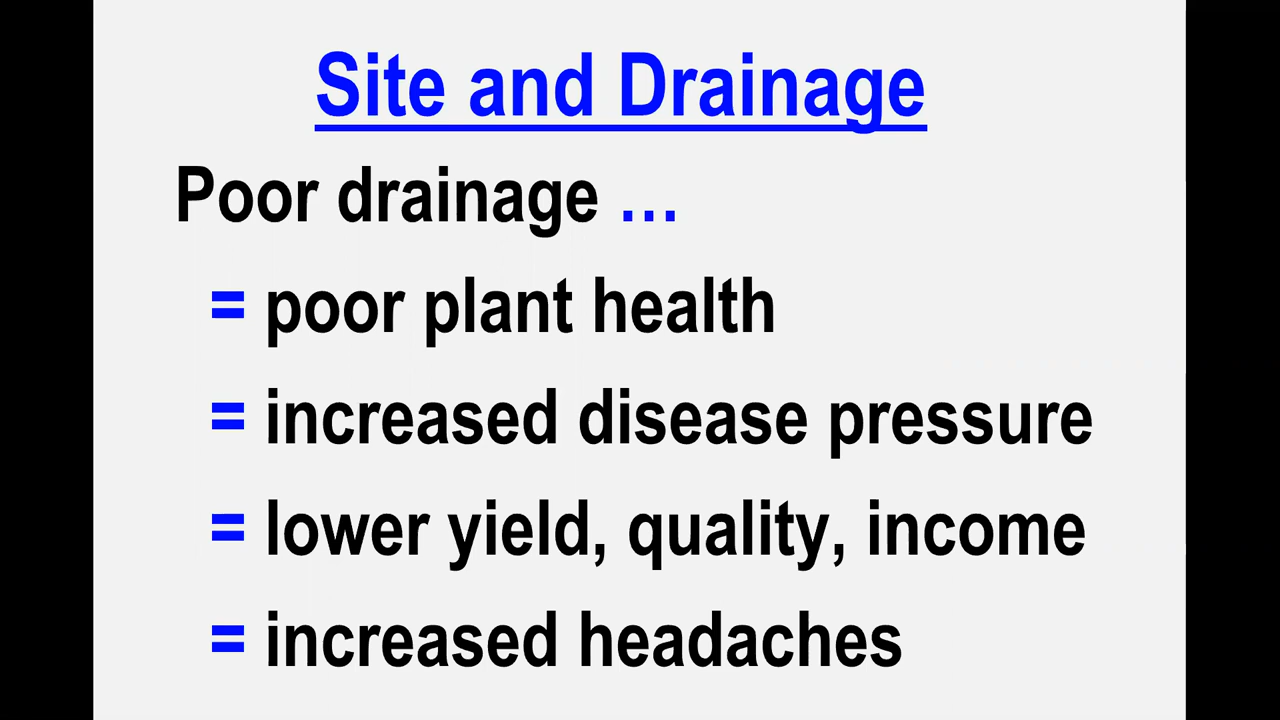 Site and Drainage
Poor drainage …
= poor plant health
= increased disease pressure
= lower yield, quality, income
= increased headaches